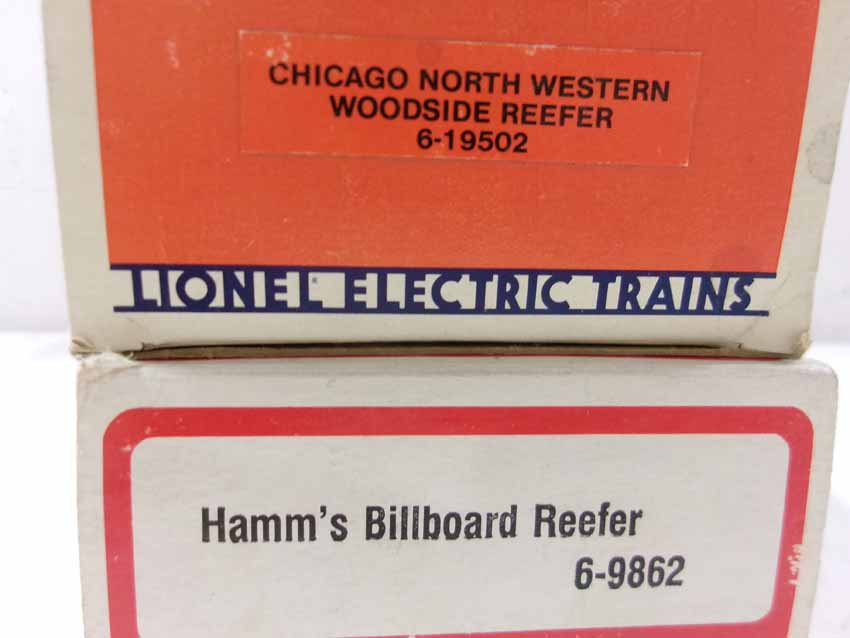 CHICAGO NORTH WESTERN
WOODSIDE REEFER
6-19502
LIONEL® ELECTRIC TRAINS
Hamm's Billboard Reefer
6-9862